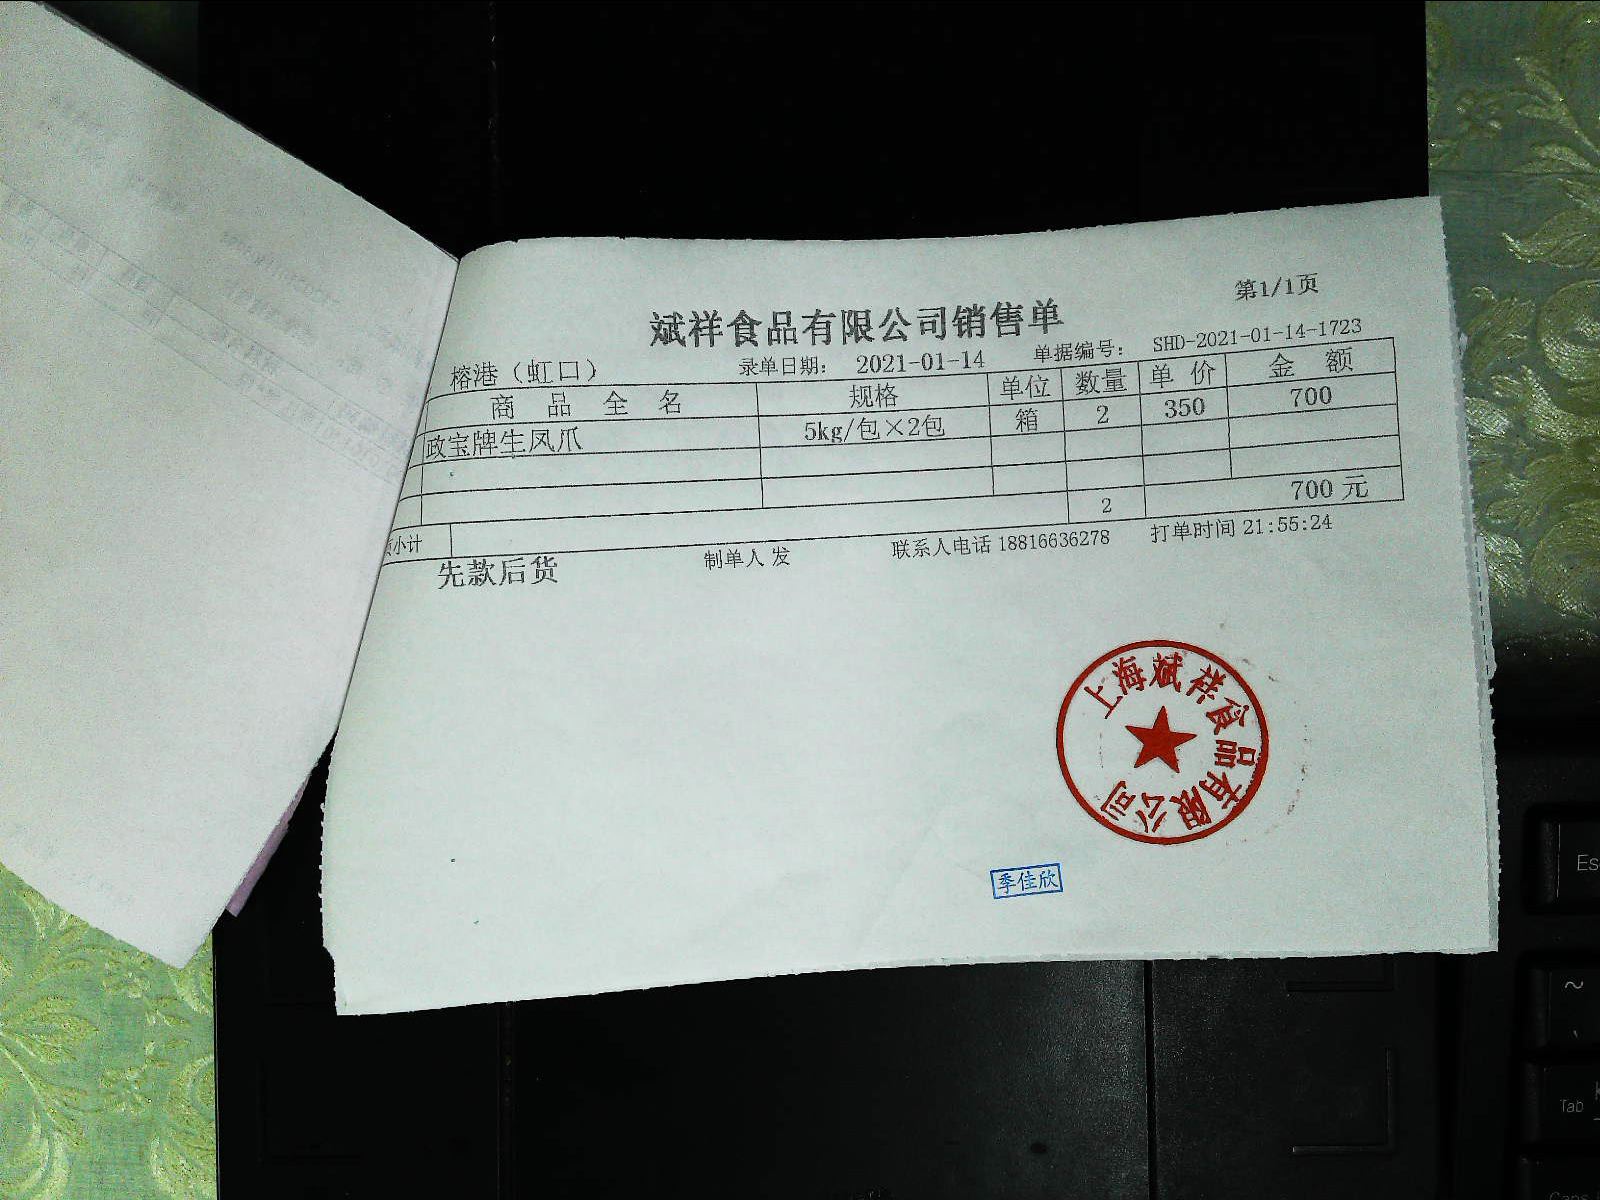 第1/1页
斌祥食品有限公司销售单
榕港（虹口） 录单日期： 2021-01-14 单据编号： SHD-2021-01-14-1723
商 品 全 名 规格 单位 数量 单 价 金 额
政宝牌生凤爪 5kg/包×2包 箱 2 350 700
小计 2 700 元
先款后货 制单人 发 联系人电话 18816636278 打单时间 21:55:24
上海斌祥食品有限公司
季佳欣
Es
~
Tab